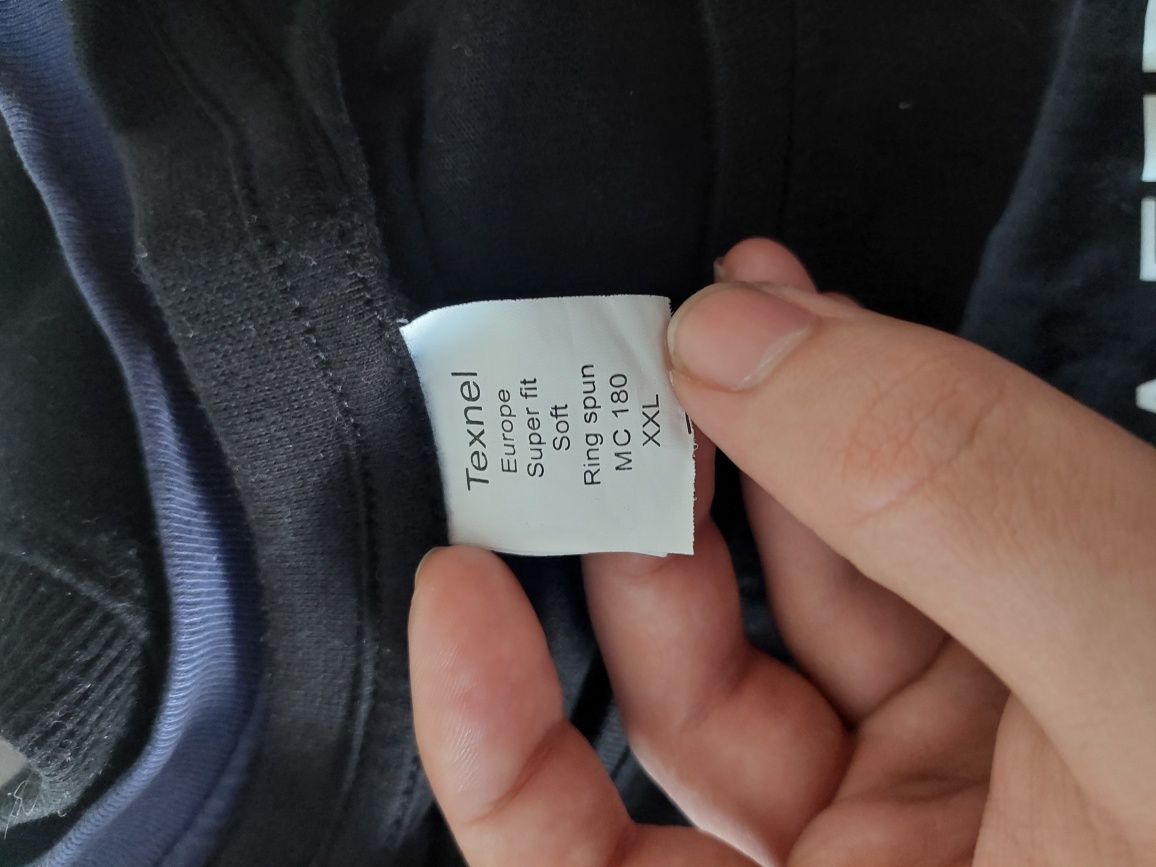 Texnel
Europe
Super fit
Soft
Ring spun
MC 180
XXL